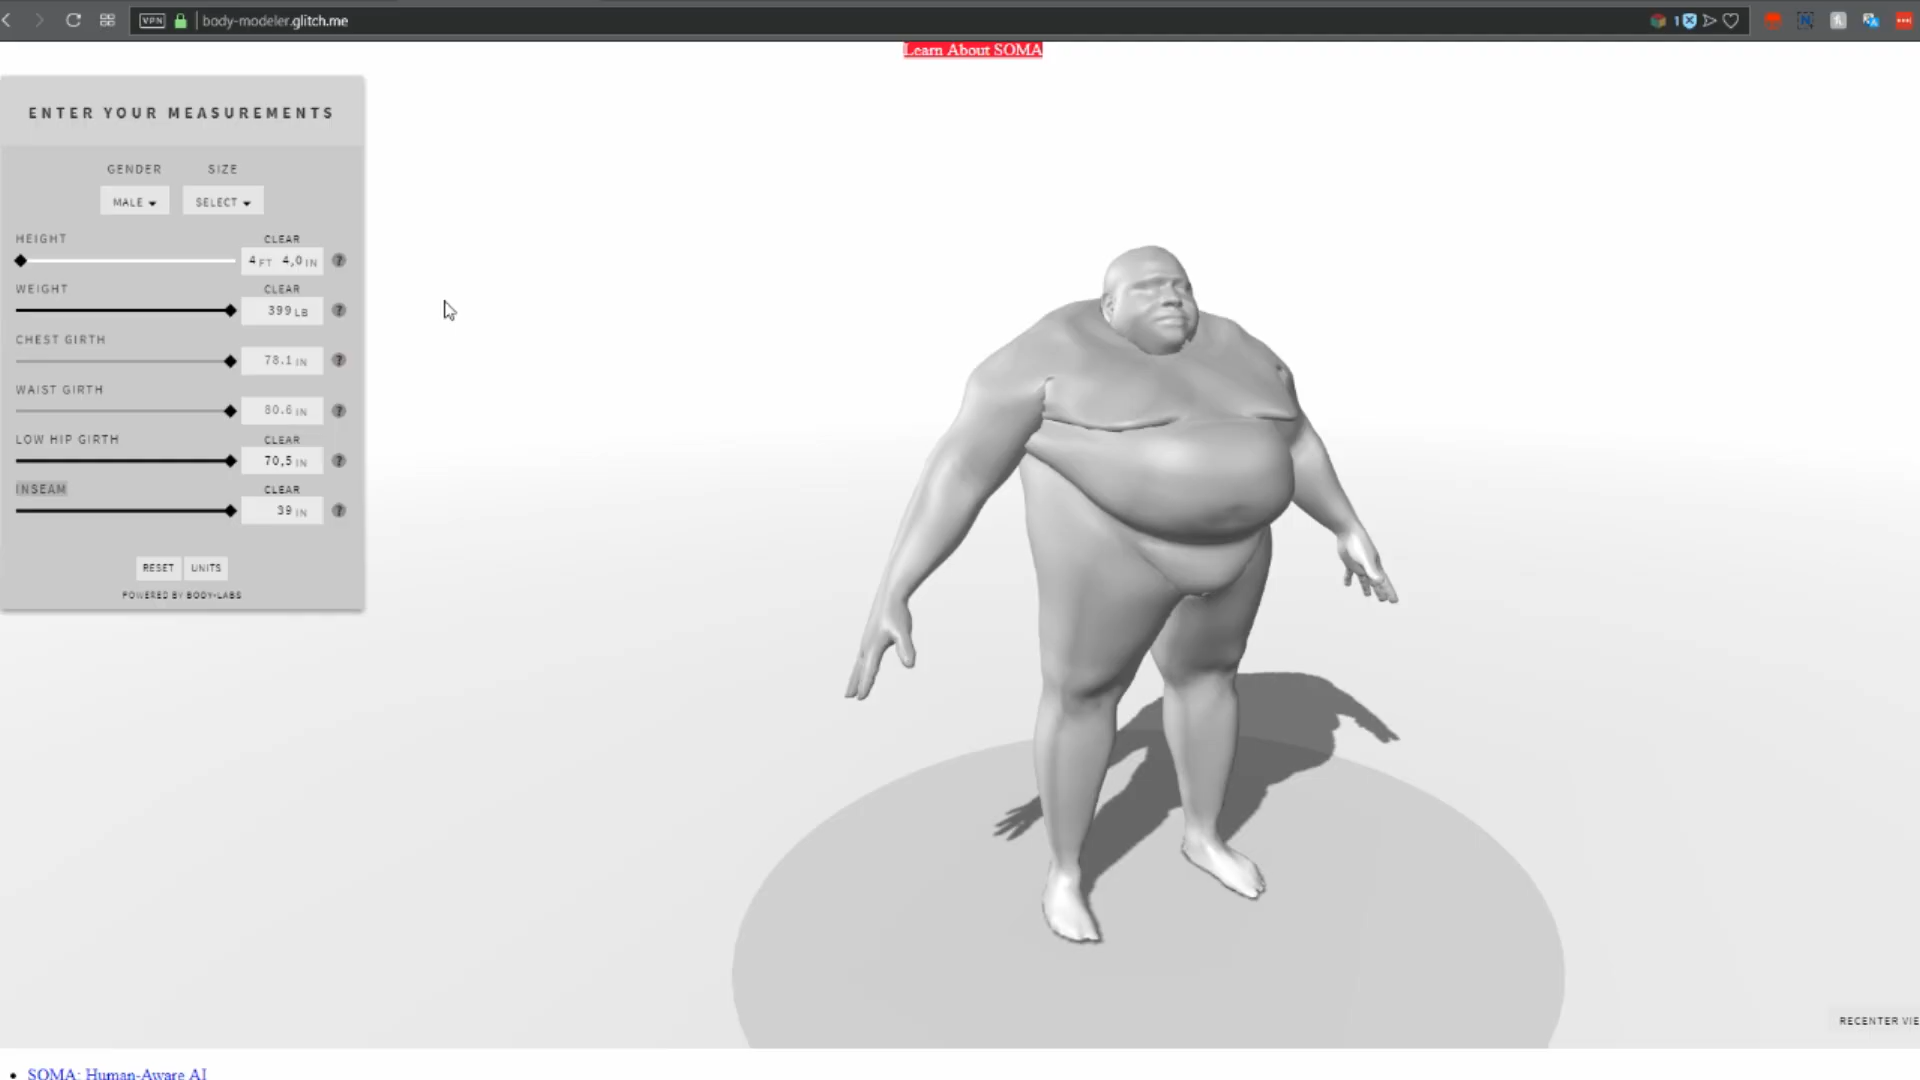 VPN body-modeler.glitch.me 1
Learn About SOMA
ENTER YOUR MEASUREMENTS
GENDER SIZE
MALE SELECT
HEIGHT CLEAR
4 FT 4,0 IN ?
WEIGHT CLEAR
399 LB ?
CHEST GIRTH
78.1 IN ?
WAIST GIRTH
80.6 IN ?
LOW HIP GIRTH CLEAR
70,5 IN ?
INSEAM CLEAR
39 IN ?
RESET UNITS
POWERED BY BODY-LABS
RECENTER VIE
• SOMA: Human-Aware AI